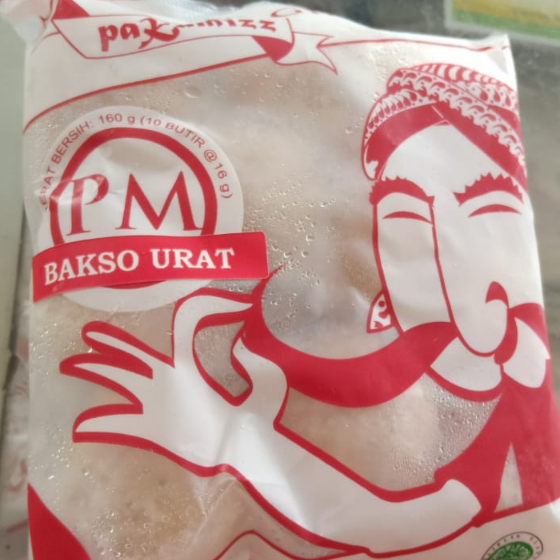 BERAT BERSIH: 160 g (10 BUTIR @ 16 g)
PM
BAKSO URAT